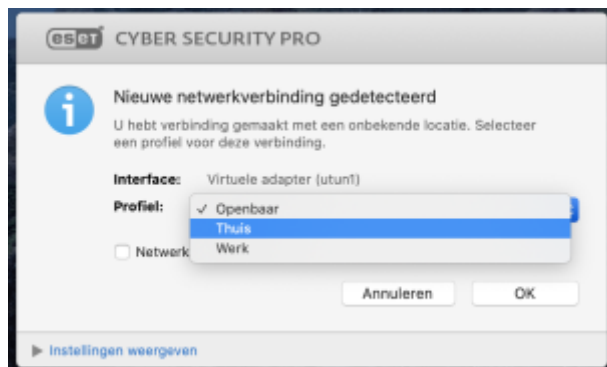 eset CYBER SECURITY PRO
Nieuwe netwerkverbinding gedetecteerd
U hebt verbinding gemaakt met een onbekende locatie. Selecteer
een profiel voor deze verbinding.
Interface: Virtuele adapter (utun1)
Profiel: ✓ Openbaar
Thuis
Werk
Netwerk
Annuleren OK
Instellingen weergeven